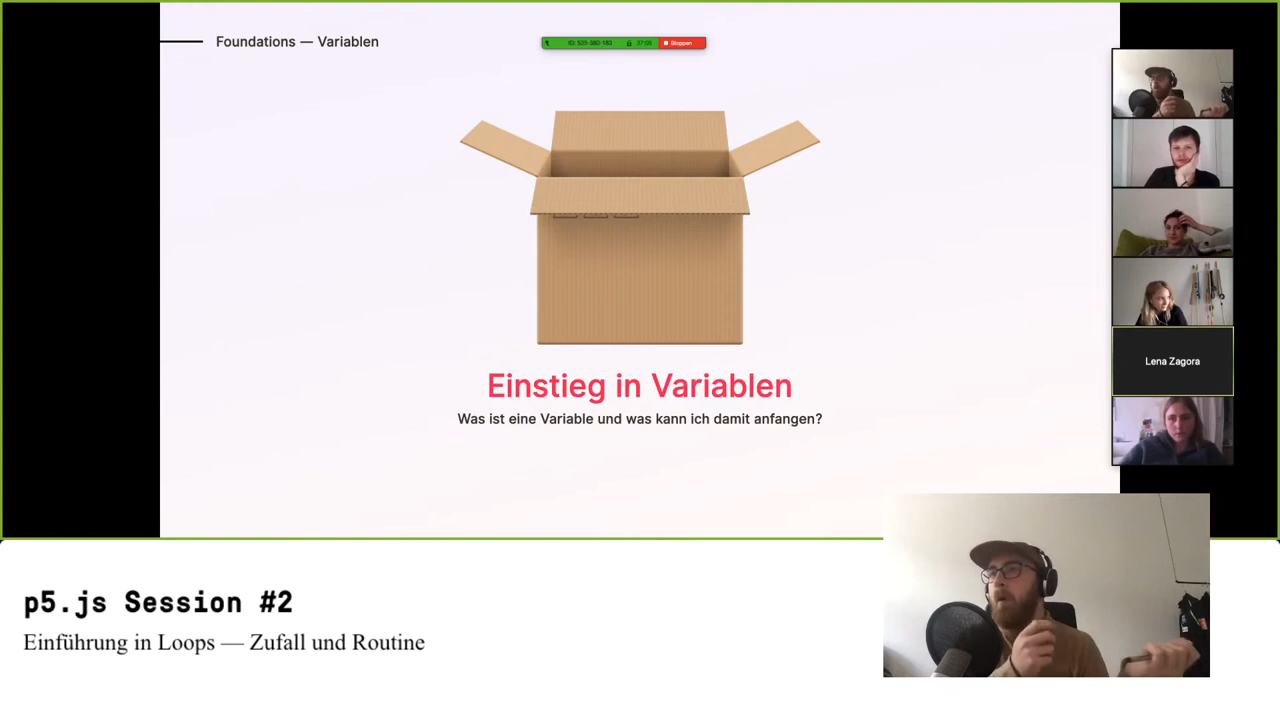 Foundations — Variablen
Stoppen
Einstieg in Variablen
Was ist eine Variable und was kann ich damit anfangen?
Lena Zagora
p5.js Session #2
Einführung in Loops — Zufall und Routine